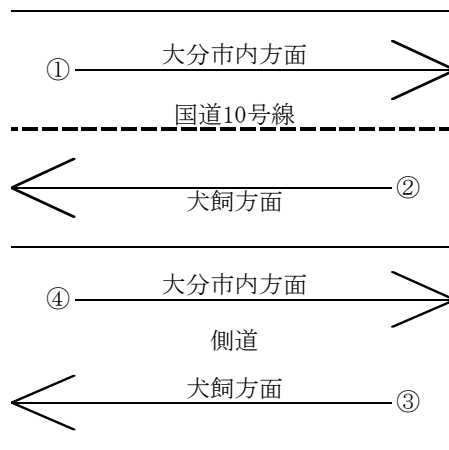 大分市内方面
①
国道10号線
②
犬飼方面
大分市内方面
④
側道
犬飼方面
③